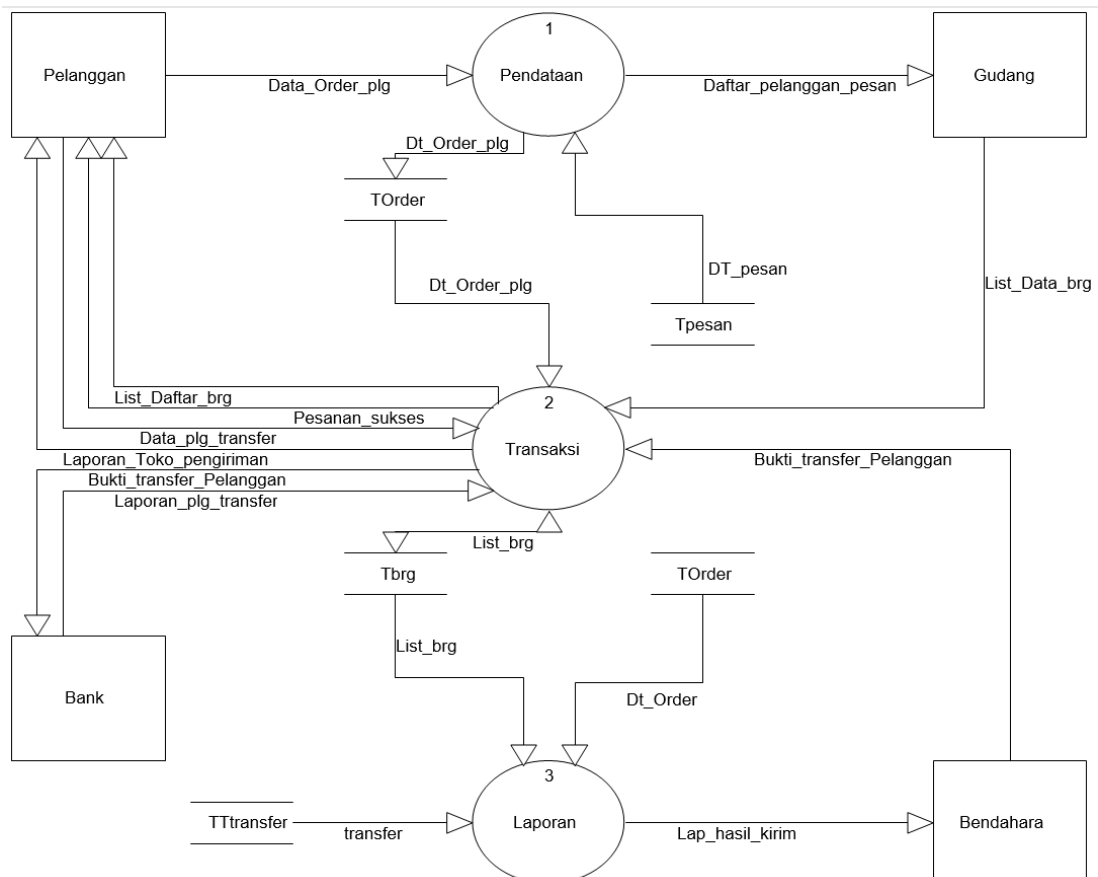 1
Pelanggan
Pendataan
Gudang
Data_Order_plg
Daftar_pelanggan_pesan
Dt_Order_plg
TOrder
DT_pesan
List_Data_brg
Dt_Order_plg
Tpesan
List_Daftar_brg
2
Pesanan_sukses
Data_plg_transfer
Transaksi
Laporan_Toko_pengiriman
Bukti_transfer_Pelanggan
Bukti_transfer_Pelanggan
Laporan_plg_transfer
List_brg
Tbrg
TOrder
List_brg
Bank
Dt_Order
3
TTtransfer
transfer
Laporan
Lap_hasil_kirim
Bendahara